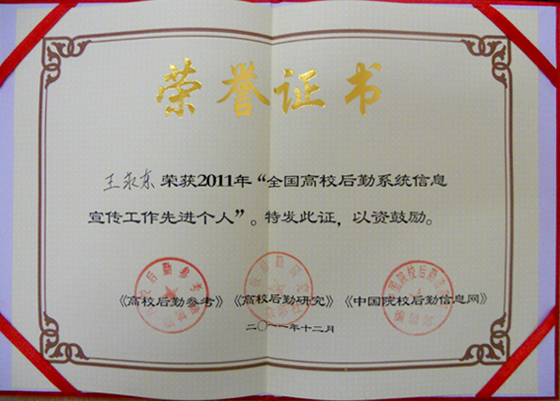 荣誉证书
王永东 荣获2011年“全国高校后勤系统信息
宣传工作先进个人”。特发此证，以资鼓励。
《高校后勤参考》《高校后勤研究》《中国院校后勤信息网》
二〇一一年十二月